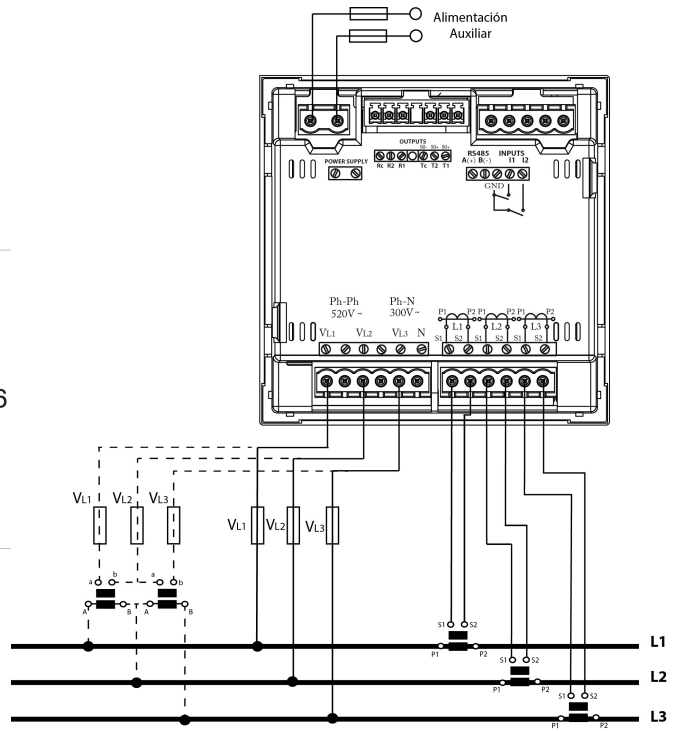 Alimentación
Auxiliar
OUTPUTS
S0- S0+ S0+
POWER SUPPLY
Rc R2 R1 Tc T2 T1
RS485 INPUTS
A(+) B(-) I1 I2
GND
Ph-Ph Ph-N
520V ~ 300V ~
P1 P2 P1 P2 P1 P2
L1 L2 L3
VL1 VL2 VL3 N
S1 S2 S1 S2 S1 S2
6
VL1 VL2 VL3
VL1 VL2 VL3
a b a b
A B A B
S1 S2
P1 P2
L1
S1 S2
P1 P2
L2
S1 S2
P1 P2
L3